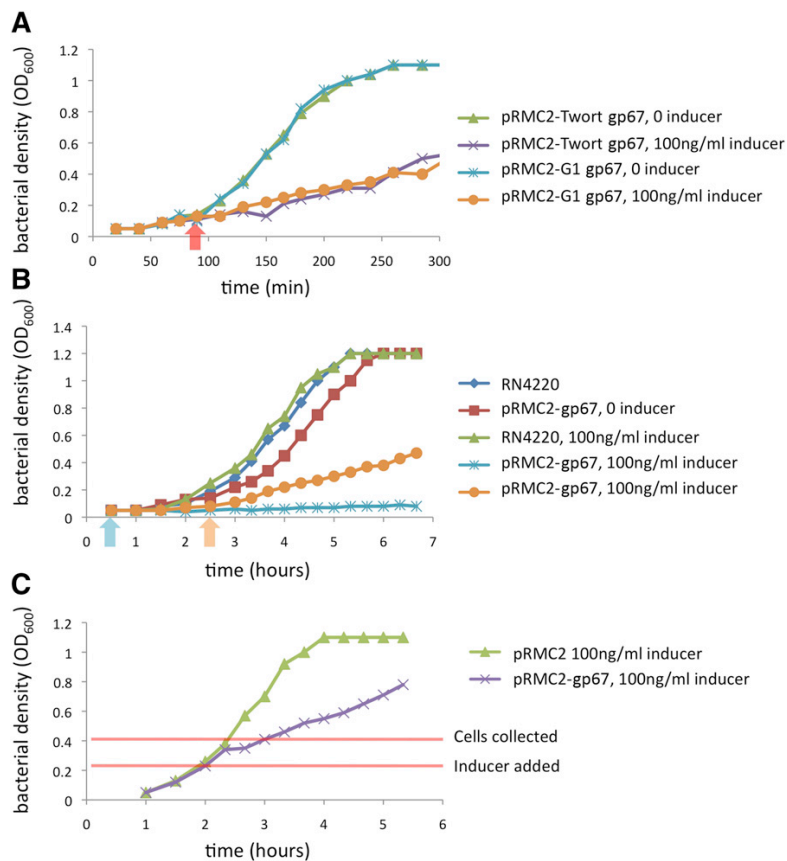 A
bacterial density (OD600)
1.2
1
0.8
0.6
0.4
0.2
0
0 50 100 150 200 250 300
time (min)
pRMC2-Twort gp67, 0 inducer
pRMC2-Twort gp67, 100ng/ml inducer
pRMC2-G1 gp67, 0 inducer
pRMC2-G1 gp67, 100ng/ml inducer
B
bacterial density (OD600)
1.4
1.2
1
0.8
0.6
0.4
0.2
0
0 1 2 3 4 5 6 7
time (hours)
RN4220
pRMC2-gp67, 0 inducer
RN4220, 100ng/ml inducer
pRMC2-gp67, 100ng/ml inducer
pRMC2-gp67, 100ng/ml inducer
C
bacterial density (OD600)
1.2
1
0.8
0.6
0.4
0.2
0
0 1 2 3 4 5 6
time (hours)
pRMC2 100ng/ml inducer
pRMC2-gp67, 100ng/ml inducer
Cells collected
Inducer added